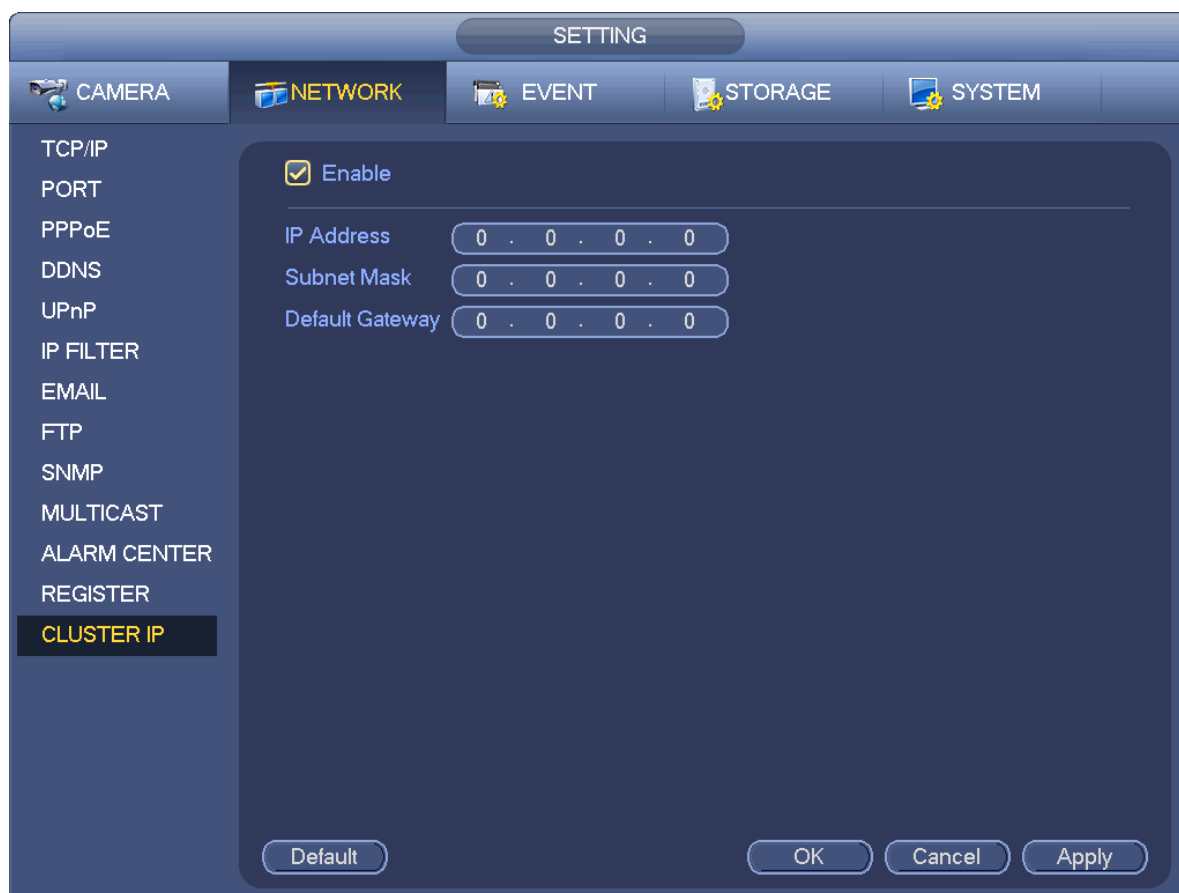 SETTING
CAMERA NETWORK EVENT STORAGE SYSTEM
TCP/IP
PORT
PPPoE
DDNS
UPnP
IP FILTER
EMAIL
FTP
SNMP
MULTICAST
ALARM CENTER
REGISTER
CLUSTER IP
Enable
IP Address 0 . 0 . 0 . 0
Subnet Mask 0 . 0 . 0 . 0
Default Gateway 0 . 0 . 0 . 0
Default OK Cancel Apply